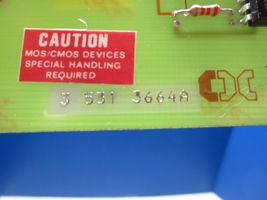 CAUTION
MOS/CMOS DEVICES
SPECIAL HANDLING
REQUIRED
3 531 3664A